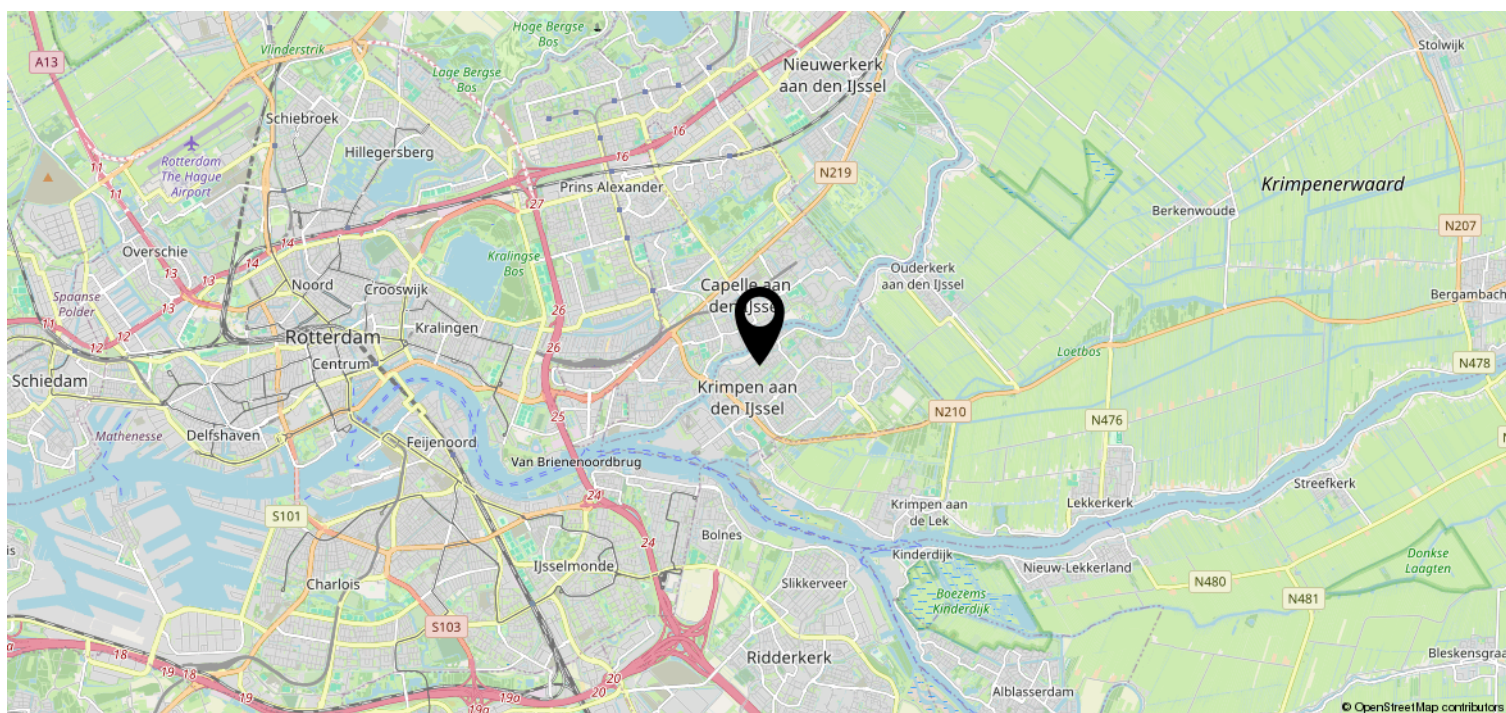 Hoge Bergse
Bos
Stolwijk
Vlinderstrik
A13
Lage Bergse
Bos
Nieuwerkerk
aan den IJssel
Schiebroek
16
Hillegersberg
16
Rotterdam
The Hague
Airport
11
11
Prins Alexander
N219
27
Krimpenerwaard
Berkenwoude
N207
Overschie
14
14
13
13
Kralingse
Bos
Ouderkerk
aan den IJssel
Noord
Crooswijk
Capelle aan
den IJssel
Bergambacht
Spaanse
Polder
11
12
12
26
26
Kralingen
Rotterdam
Centrum
Loetbos
N478
Schiedam
Krimpen aan
den IJssel
N210
N476
25
Mathenesse
Delfshaven
Feijenoord
Van Brienenoordbrug
24
Streefkerk
Krimpen aan
de Lek
Lekkerkerk
S101
24
Bolnes
Kinderdijk
Nieuw-Lekkerland
Donkse
Laagten
Charlois
IJsselmonde
Slikkerveer
N480
N481
Boezems
Kinderdijk
S103
18
19
18
19
19a
19a
20
20
Ridderkerk
Bleskensgraa
Alblasserdam
© OpenStreetMap contributors